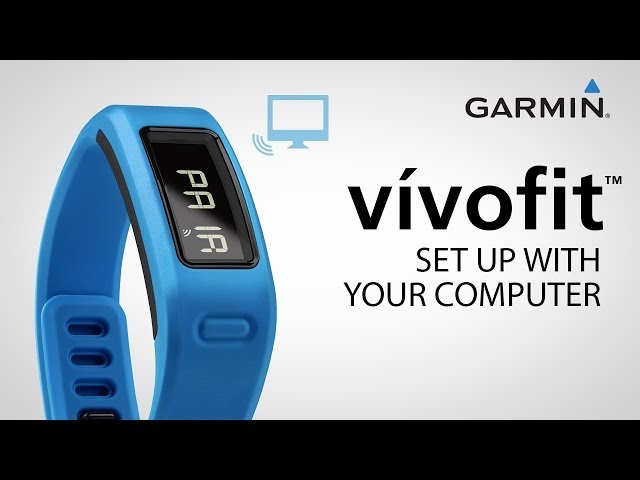 GARMIN®
vívofit™
SET UP WITH
YOUR COMPUTER
PAIR